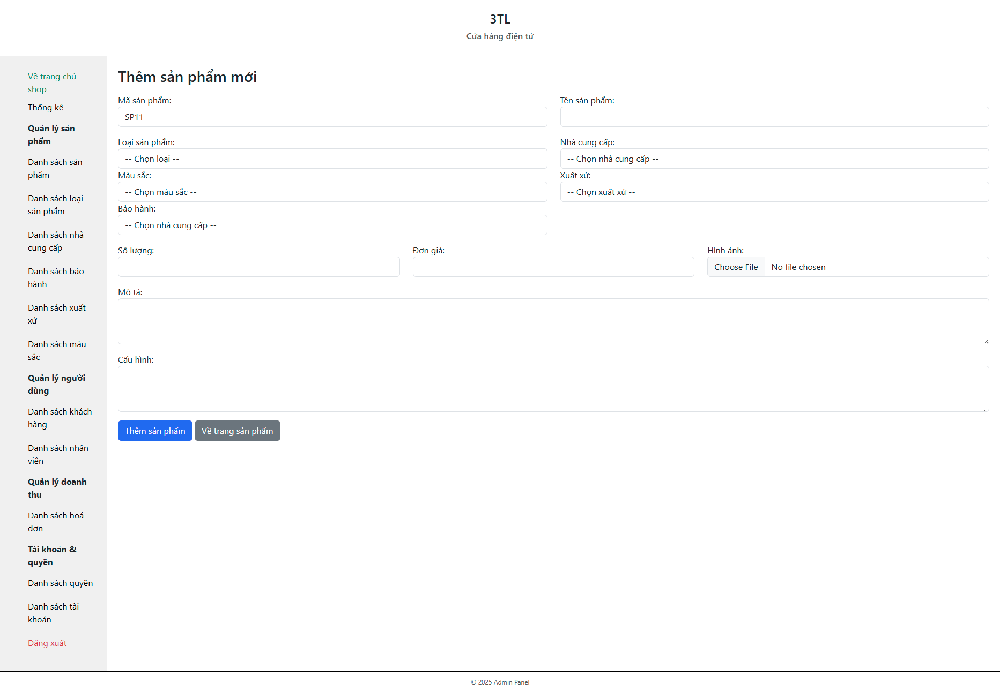 3TL
Cửa hàng điện tử
Về trang chủ
shop
Thống kê
Quản lý sản
phẩm
Danh sách sản
phẩm
Danh sách loại
sản phẩm
Danh sách nhà
cung cấp
Danh sách bảo
hành
Danh sách xuất
xứ
Danh sách màu
sắc
Quản lý người
dùng
Danh sách khách
hàng
Danh sách nhân
viên
Quản lý doanh
thu
Danh sách hoá
đơn
Tài khoản &
quyền
Danh sách quyền
Danh sách tài
khoản
Đăng xuất
Thêm sản phẩm mới
Mã sản phẩm:
SP11
Tên sản phẩm:
Loại sản phẩm:
-- Chọn loại --
Nhà cung cấp:
-- Chọn nhà cung cấp --
Màu sắc:
-- Chọn màu sắc --
Xuất xứ:
-- Chọn xuất xứ --
Bảo hành:
-- Chọn nhà cung cấp --
Số lượng:
Đơn giá:
Hình ảnh:
Choose File No file chosen
Mô tả:
Cấu hình:
Thêm sản phẩm Về trang sản phẩm
© 2025 Admin Panel